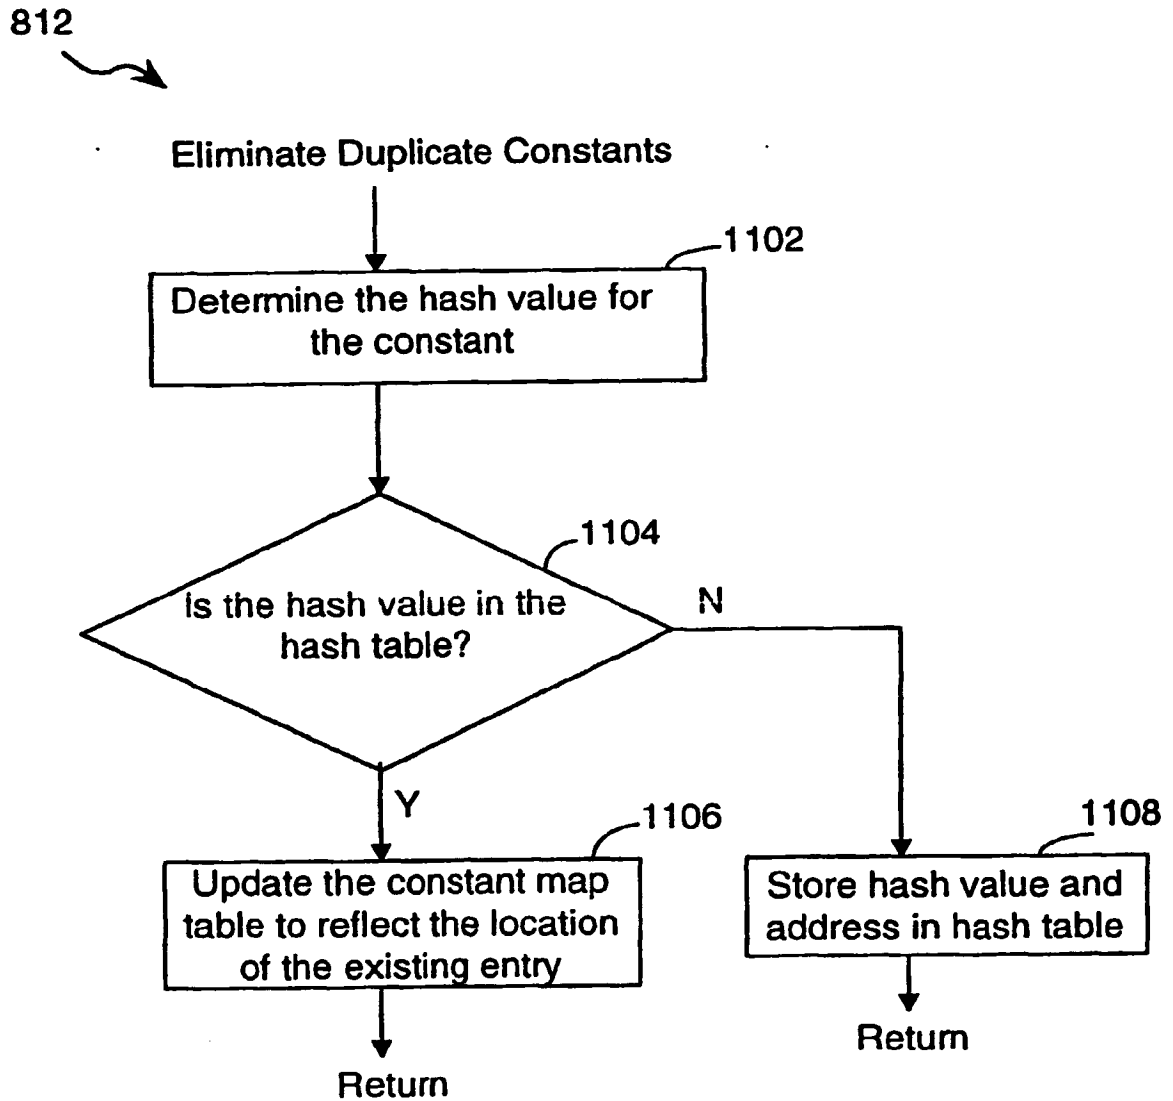 812
Eliminate Duplicate Constants
1102
Determine the hash value for
the constant
1104
Is the hash value in the
hash table?
N
Y
1106
Update the constant map
table to reflect the location
of the existing entry
1108
Store hash value and
address in hash table
Return
Return